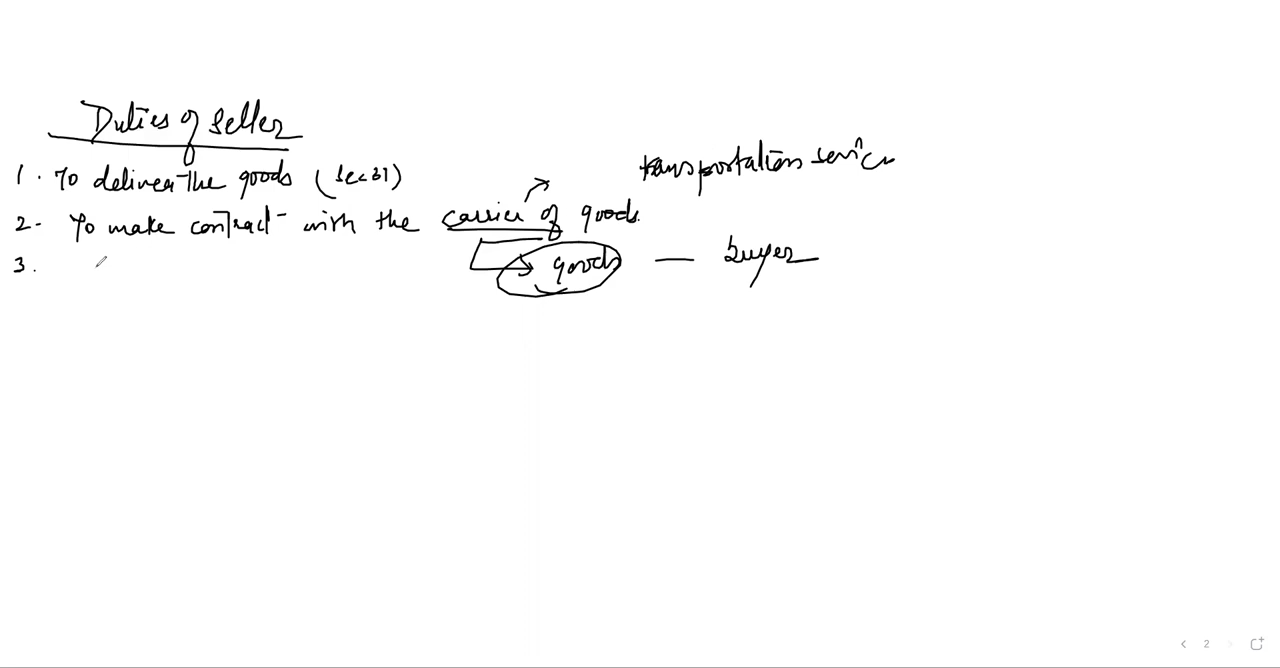 Duties of Seller
1. To deliver the goods (Sec 31)
transportation service
2- To make contract with the carrier of goods.
goods — buyer
3.
2